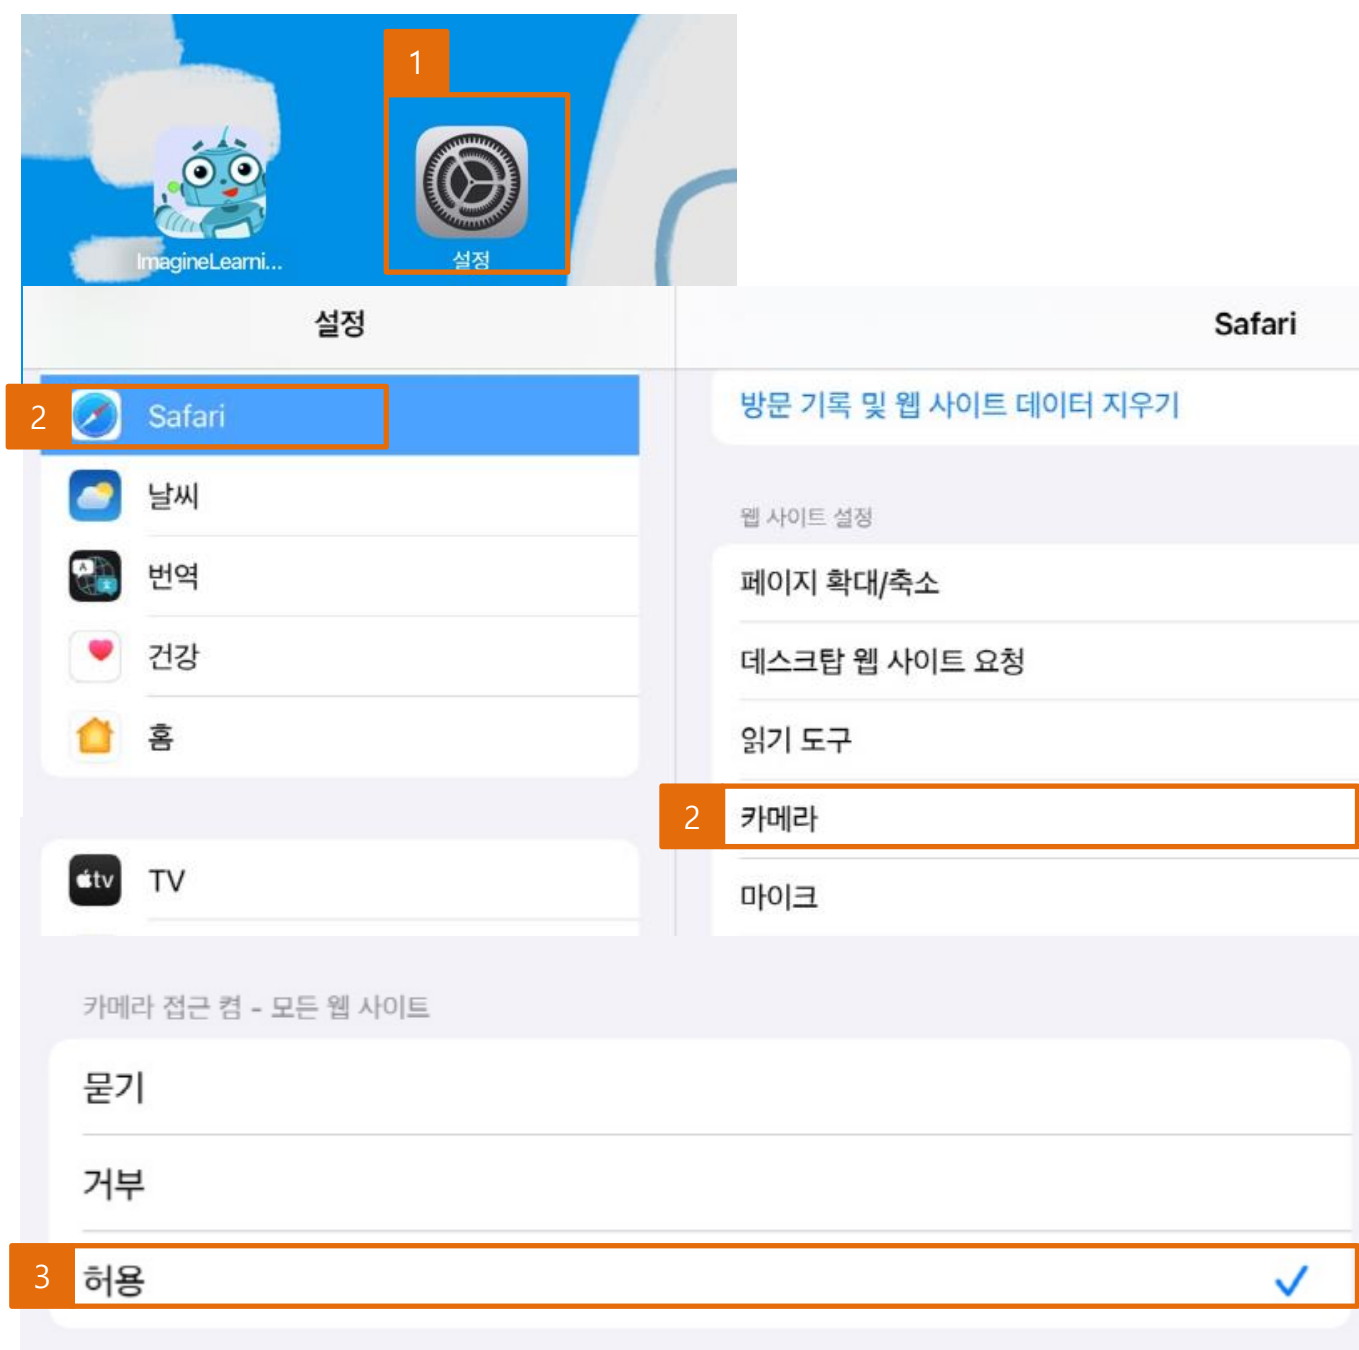 1
ImagineLearni...
설정
설정
Safari
2
Safari
날씨
번역
건강
홈
tv
TV
방문 기록 및 웹 사이트 데이터 지우기
웹 사이트 설정
페이지 확대/축소
데스크탑 웹 사이트 요청
읽기 도구
2
카메라
마이크
카메라 접근 켬 - 모든 웹 사이트
묻기
거부
3
허용